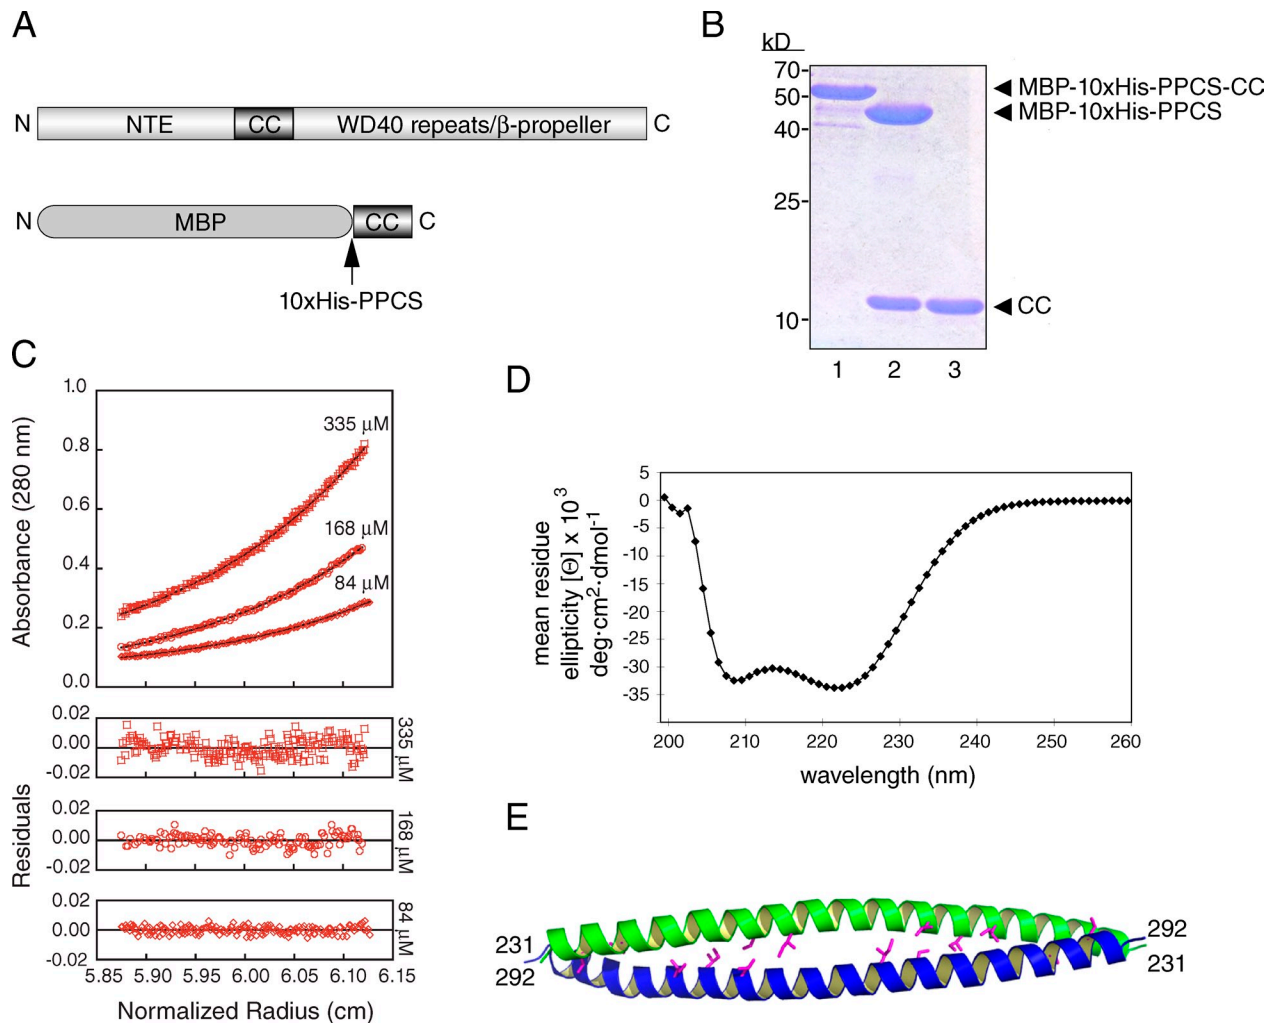 A
N NTE CC WD40 repeats/β-propeller C
N MBP CC C
10xHis-PPCS
B
kD
70
50
40
25
10
MBP-10xHis-PPCS-CC
MBP-10xHis-PPCS
CC
1 2 3
C
Absorbance (280 nm)
1.0
0.8
0.6
0.4
0.2
0.0
335 μM
168 μM
84 μM
Residuals
0.02
0.00
-0.02
335 μM
0.02
0.00
-0.02
168 μM
0.02
0.00
-0.02
84 μM
5.85 5.90 5.95 6.00 6.05 6.10 6.15
Normalized Radius (cm)
D
mean residue
ellipticity [Θ] x 10³
deg·cm²·dmol⁻¹
5
0
-5
-10
-15
-20
-25
-30
-35
200 210 220 230 240 250 260
wavelength (nm)
E
231
292
292
231